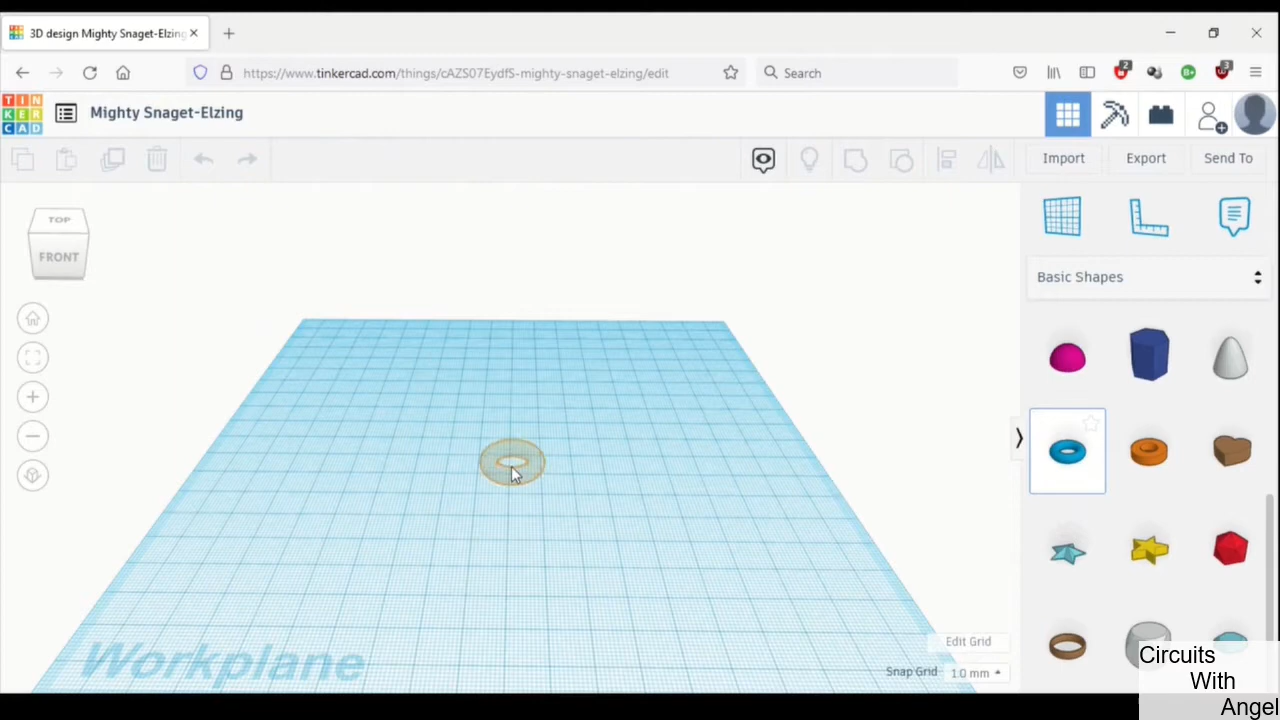 3D design Mighty Snaget-Elzing
https://www.tinkercad.com/things/cAZS07EydfS-mighty-snaget-elzing/edit
Search
2
B+
3
TIN
KER
CAD
Mighty Snaget-Elzing
Import
Export
Send To
TOP
FRONT
Basic Shapes
Workplane
Edit Grid
Snap Grid
1.0 mm
Circuits
With
Angel